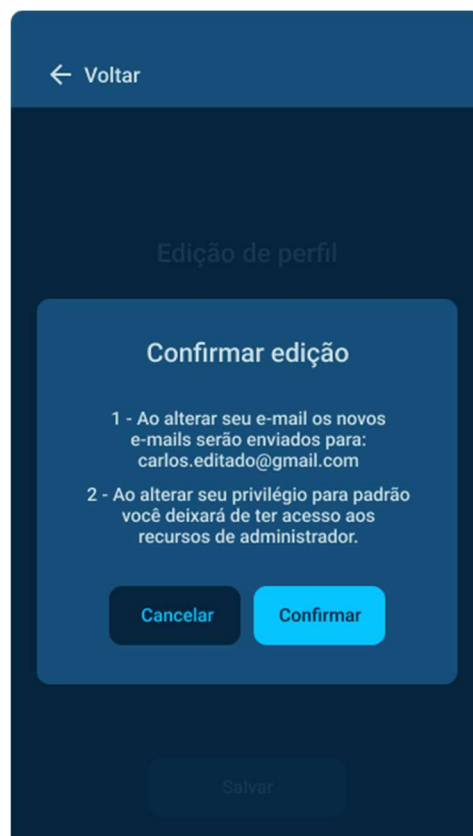 Voltar
Edição de perfil
Confirmar edição
1 - Ao alterar seu e-mail os novos
e-mails serão enviados para:
carlos.editado@gmail.com
2 - Ao alterar seu privilégio para padrão
você deixará de ter acesso aos
recursos de administrador.
Cancelar
Confirmar
Salvar